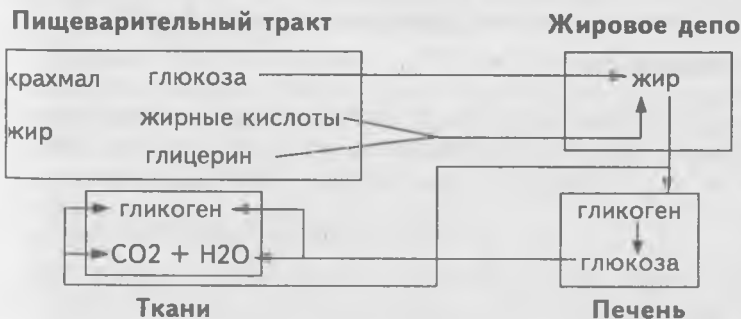 Пищеварительный тракт Жировое депо
крахмал глюкоза жир
жирные кислоты
жир
глицерин
гликоген гликоген
CO2 + H2O глюкоза
Ткани Печень